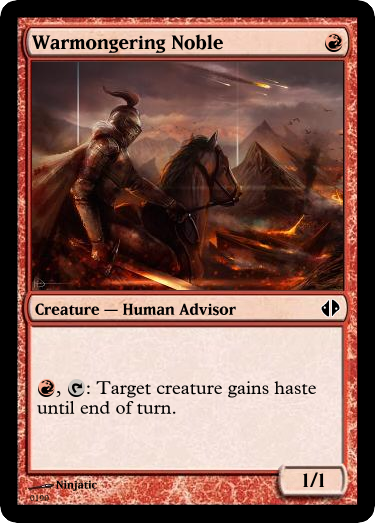 Warmongering Noble
Creature — Human Advisor
, : Target creature gains haste
until end of turn.
Ninjatic
1/1